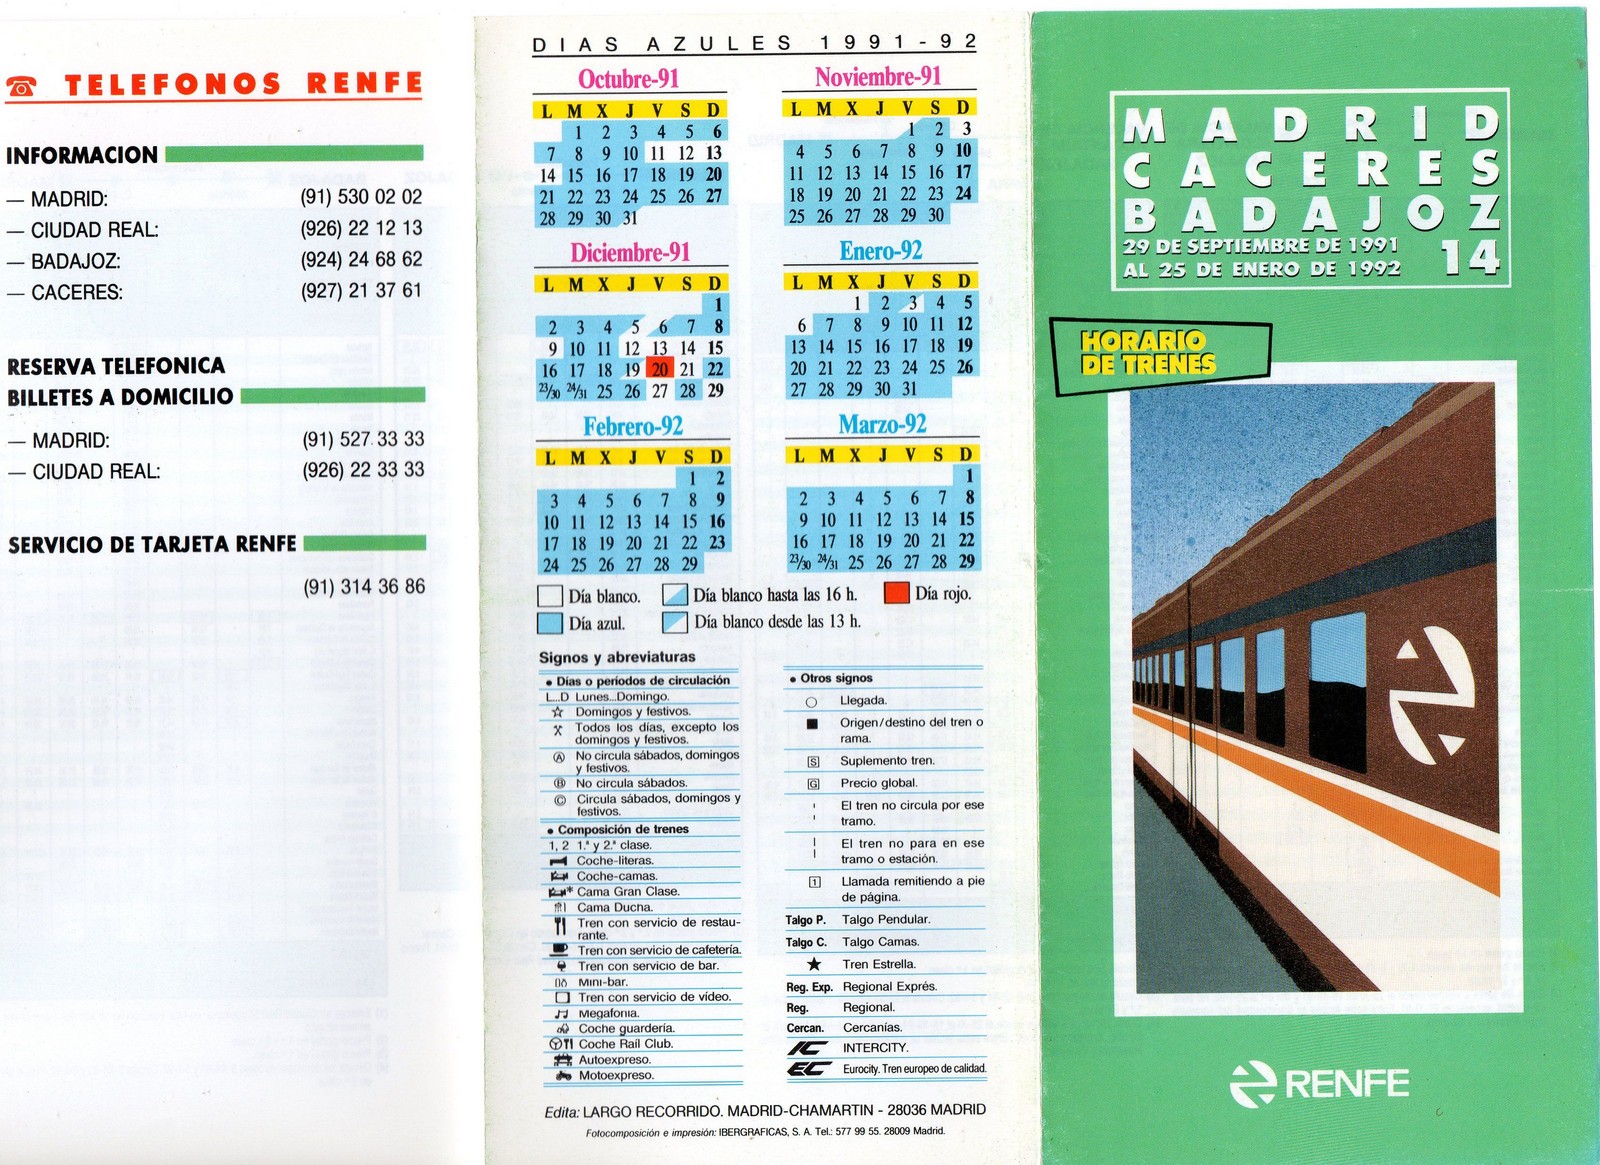 TELEFONOS RENFE
INFORMACION
— MADRID: (91) 530 02 02
— CIUDAD REAL: (926) 22 12 13
— BADAJOZ: (924) 24 68 62
— CACERES: (927) 21 37 61
RESERVA TELEFONICA
BILLETES A DOMICILIO
— MADRID: (91) 527 33 33
— CIUDAD REAL: (926) 22 33 33
SERVICIO DE TARJETA RENFE
(91) 314 36 86
DIAS AZULES 1991-92
Octubre-91
L M X J V S D
1 2 3 4 5 6
7 8 9 10 11 12 13
14 15 16 17 18 19 20
21 22 23 24 25 26 27
28 29 30 31
Noviembre-91
L M X J V S D
1 2 3
4 5 6 7 8 9 10
11 12 13 14 15 16 17
18 19 20 21 22 23 24
25 26 27 28 29 30
Diciembre-91
L M X J V S D
1
2 3 4 5 6 7 8
9 10 11 12 13 14 15
16 17 18 19 20 21 22
23/30 24/31 25 26 27 28 29
Enero-92
L M X J V S D
1 2 3 4 5
6 7 8 9 10 11 12
13 14 15 16 17 18 19
20 21 22 23 24 25 26
27 28 29 30 31
Febrero-92
L M X J V S D
1 2
3 4 5 6 7 8 9
10 11 12 13 14 15 16
17 18 19 20 21 22 23
24 25 26 27 28 29
Marzo-92
L M X J V S D
1
2 3 4 5 6 7 8
9 10 11 12 13 14 15
16 17 18 19 20 21 22
23/30 24/31 25 26 27 28 29
Día blanco. Día blanco hasta las 16 h. Día rojo.
Día azul. Día blanco desde las 13 h.
Signos y abreviaturas
• Días o períodos de circulación
L...D Lunes...Domingo.
☆ Domingos y festivos.
Todos los días, excepto los
domingos y festivos.
Ⓐ No circula sábados, domingos
y festivos.
Ⓑ No circula sábados.
Ⓒ Circula sábados, domingos y
festivos.
• Composición de trenes
1, 2 1.ª y 2.ª clase.
Coche-literas.
Coche-camas.
* Cama Gran Clase.
Cama Ducha.
Tren con servicio de restau-
rante.
Tren con servicio de cafetería.
Tren con servicio de bar.
Mini-bar.
Tren con servicio de vídeo.
Megafonía.
Coche guardería.
Coche Raíl Club.
Autoexpreso.
Motoexpreso.
• Otros signos
○ Llegada.
■ Origen/destino del tren o
rama.
S Suplemento tren.
G Precio global.
El tren no circula por ese
tramo.
El tren no para en ese
tramo o estación.
1 Llamada remitiendo a pie
de página.
Talgo P. Talgo Pendular.
Talgo C. Talgo Camas.
★ Tren Estrella.
Reg. Exp. Regional Exprés.
Reg. Regional.
Cercan. Cercanías.
IC INTERCITY.
EC Eurocity. Tren europeo de calidad.
Edita: LARGO RECORRIDO. MADRID-CHAMARTIN - 28036 MADRID
Fotocomposición e impresión: IBERGRAFICAS, S. A. Tel.: 577 99 55. 28009 Madrid.
MADRID
CACERES
BADAJOZ
29 DE SEPTIEMBRE DE 1991
AL 25 DE ENERO DE 1992 14
HORARIO
DE TRENES
RENFE